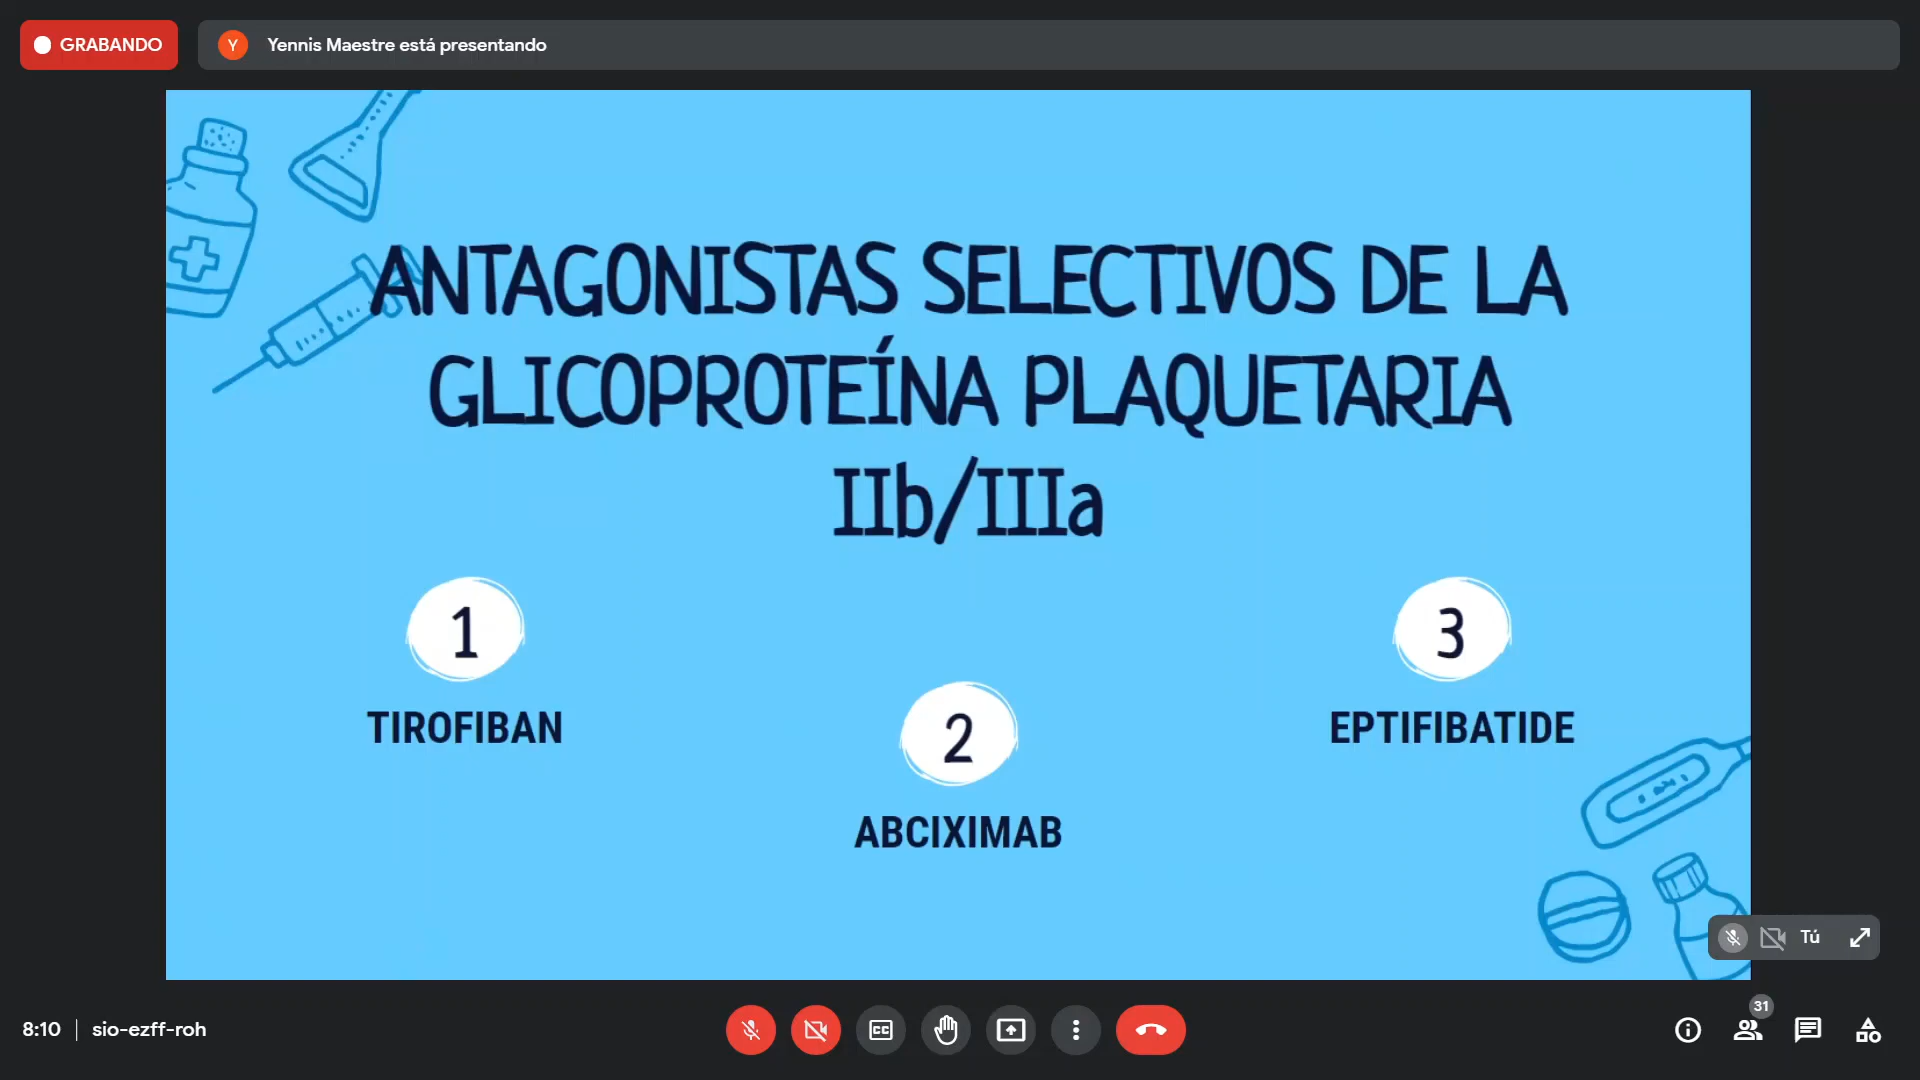 GRABANDO
Y
Yennis Maestre está presentando
ANTAGONISTAS SELECTIVOS DE LA
GLICOPROTEÍNA PLAQUETARIA
IIb/IIIa
1
TIROFIBAN
2
ABCIXIMAB
3
EPTIFIBATIDE
Tú
8:10 | sio-ezff-roh
CC
31